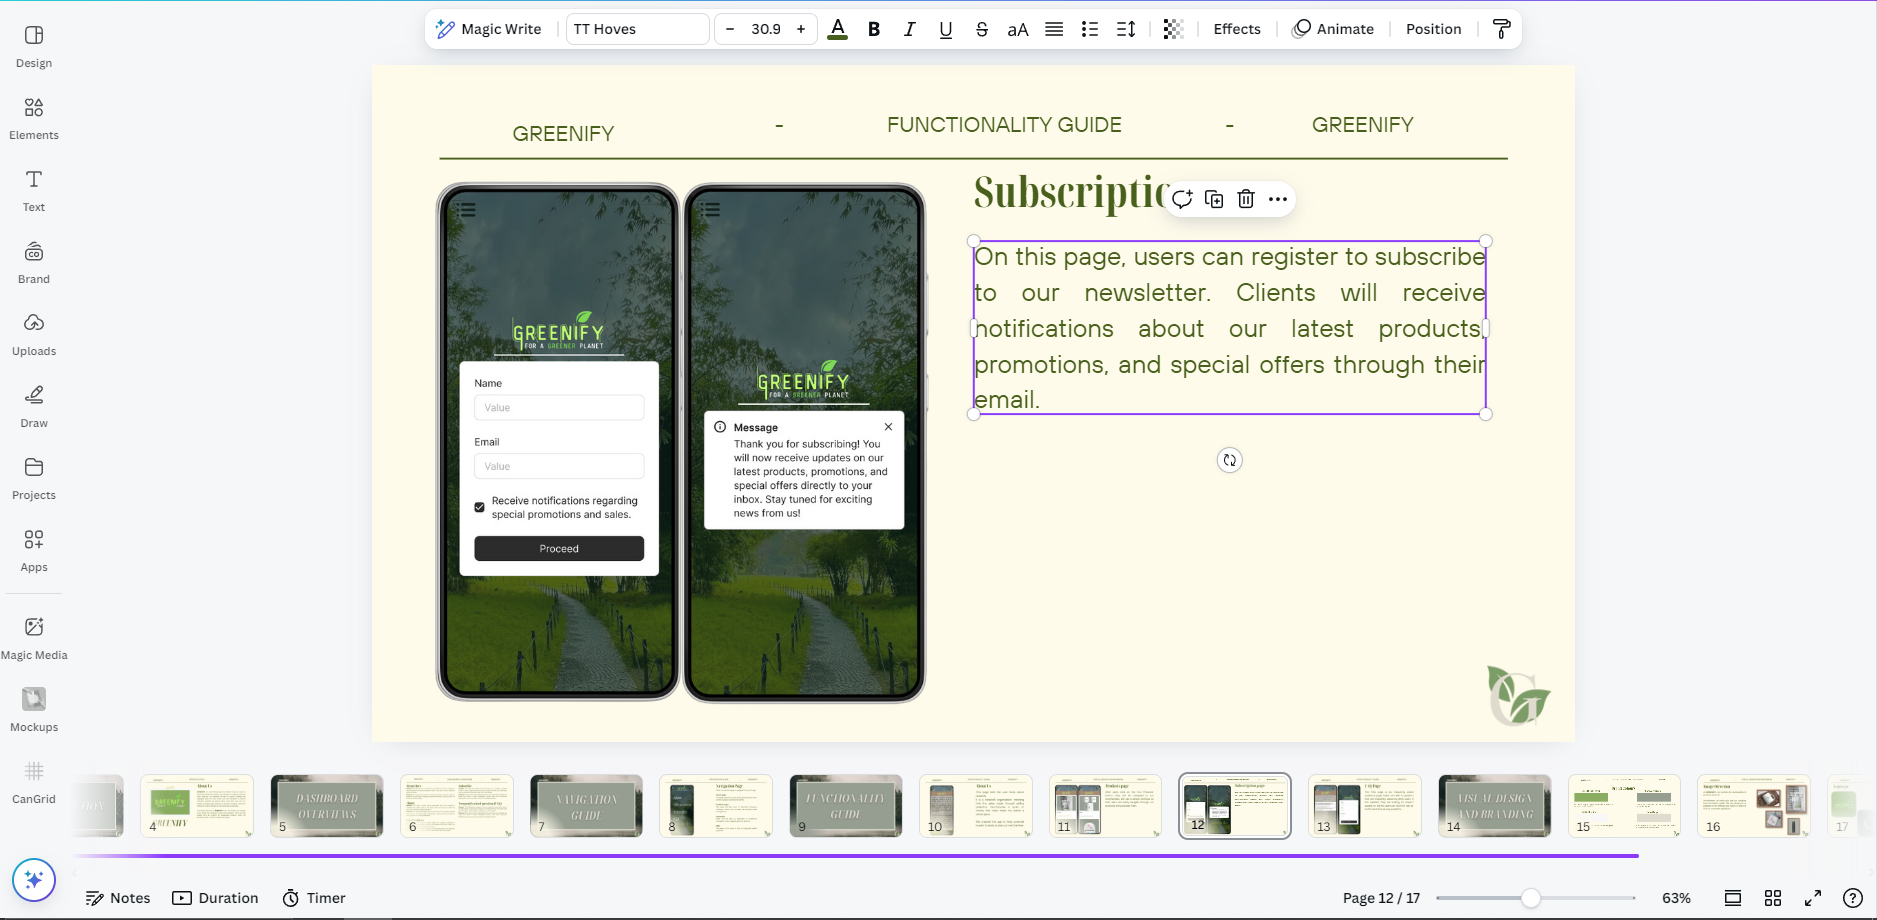 Magic Write
TT Hoves
– 30.9 +
A
B
I
U
S
aA
Effects
Animate
Position
Design
Elements
Text
Brand
Uploads
Draw
Projects
Apps
Magic Media
Mockups
CanGrid
GREENIFY - FUNCTIONALITY GUIDE - GREENIFY
GREENIFY
FOR A GREENER PLANET
Name
Value
Email
Value
Receive notifications regarding
special promotions and sales.
Proceed
GREENIFY
FOR A GREENER PLANET
Message
Thank you for subscribing! You
will now receive updates on our
latest products, promotions, and
special offers directly to your
inbox. Stay tuned for exciting
news from us!
On this page, users can register to subscribe
to our newsletter. Clients will receive
notifications about our latest products,
promotions, and special offers through their
email.
4
DASHBOARD
OVERVIEWS
5
6
NAVIGATION
GUIDE
7
8
FUNCTIONALITY
GUIDE
9
10
11
12
13
VISUAL DESIGN
AND BRANDING
14
15
16
17
Notes
Duration
Timer
Page 12 / 17
63%